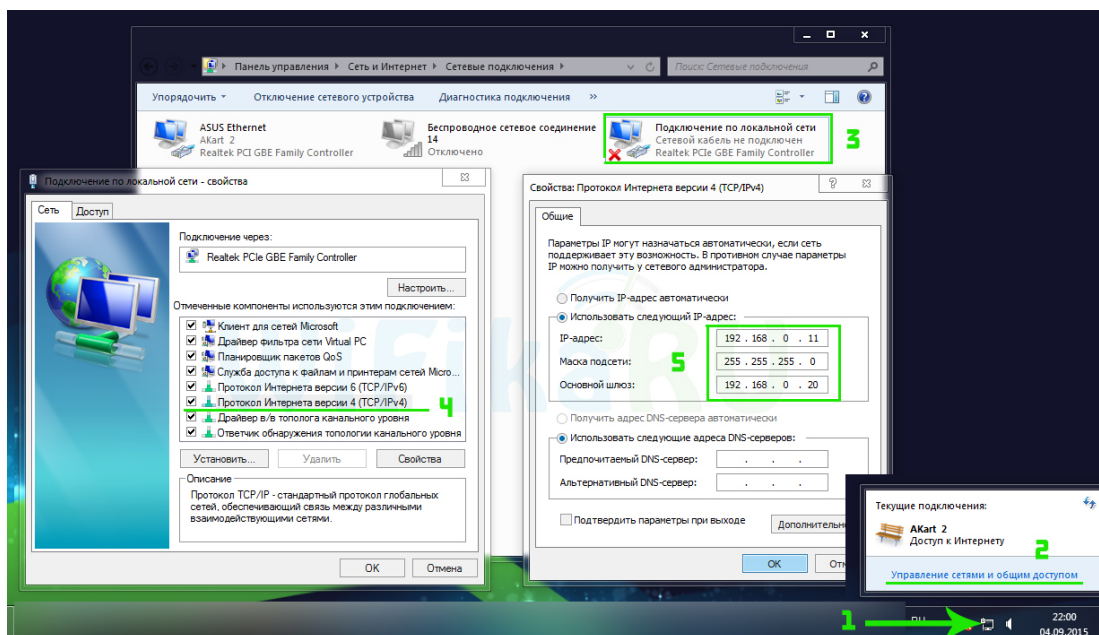 Панель управления
Сеть и Интернет
Сетевые подключения
Поиск: Сетевые подключения
Упорядочить
Отключение сетевого устройства
Диагностика подключения
»
ASUS Ethernet
AKart 2
Realtek PCI GBE Family Controller
Беспроводное сетевое соединение
14
Отключено
Подключение по локальной сети
Сетевой кабель не подключен
Realtek PCIe GBE Family Controller
3
Подключение по локальной сети - свойства
Сеть
Доступ
Подключение через:
Realtek PCIe GBE Family Controller
Настроить...
Отмеченные компоненты используются этим подключением:
Клиент для сетей Microsoft
Драйвер фильтра сети Virtual PC
Планировщик пакетов QoS
Служба доступа к файлам и принтерам сетей Micro...
Протокол Интернета версии 6 (TCP/IPv6)
Протокол Интернета версии 4 (TCP/IPv4)
4
Драйвер в/в тополога канального уровня
Ответчик обнаружения топологии канального уровня
Установить...
Удалить
Свойства
Описание
Протокол TCP/IP - стандартный протокол глобальных
сетей, обеспечивающий связь между различными
взаимодействующими сетями.
OK
Отмена
Свойства: Протокол Интернета версии 4 (TCP/IPv4)
Общие
Параметры IP могут назначаться автоматически, если сеть
поддерживает эту возможность. В противном случае параметры
IP можно получить у сетевого администратора.
Получить IP-адрес автоматически
Использовать следующий IP-адрес:
IP-адрес:
192 . 168 . 0 . 11
Маска подсети:
255 . 255 . 255 . 0
Основной шлюз:
192 . 168 . 0 . 20
5
Получить адрес DNS-сервера автоматически
Использовать следующие адреса DNS-серверов:
Предпочитаемый DNS-сервер:
Альтернативный DNS-сервер:
Подтвердить параметры при выходе
Дополнительн
OK
Текущие подключения:
AKart 2
Доступ к Интернету
2
Управление сетями и общим доступом
1
22:00
04.09.2015